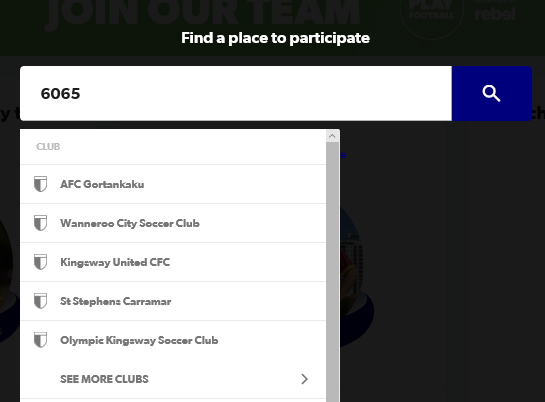 JOIN OUR TEAM
PLAY
FOOTBALL
rebel
Find a place to participate
6065
CLUB
AFC Gortankaku
Wanneroo City Soccer Club
Kingsway United CFC
St Stephens Carramar
Olympic Kingsway Soccer Club
SEE MORE CLUBS